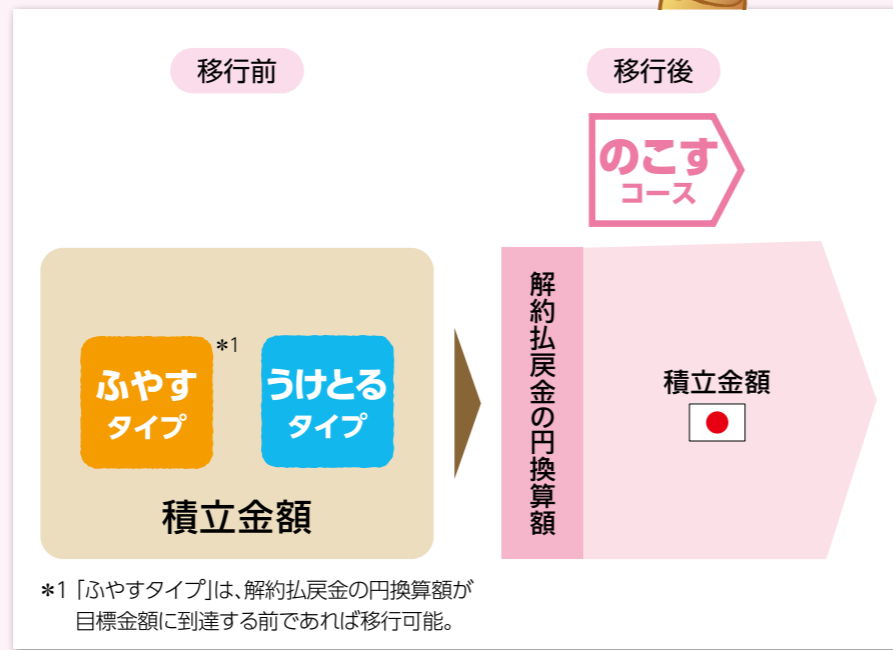 移行前
移行後
のこす
コース
ふやす
タイプ
*1
うけとる
タイプ
積立金額
解約払戻金の円換算額
積立金額
*1 「ふやすタイプ」は、解約払戻金の円換算額が
目標金額に到達する前であれば移行可能。